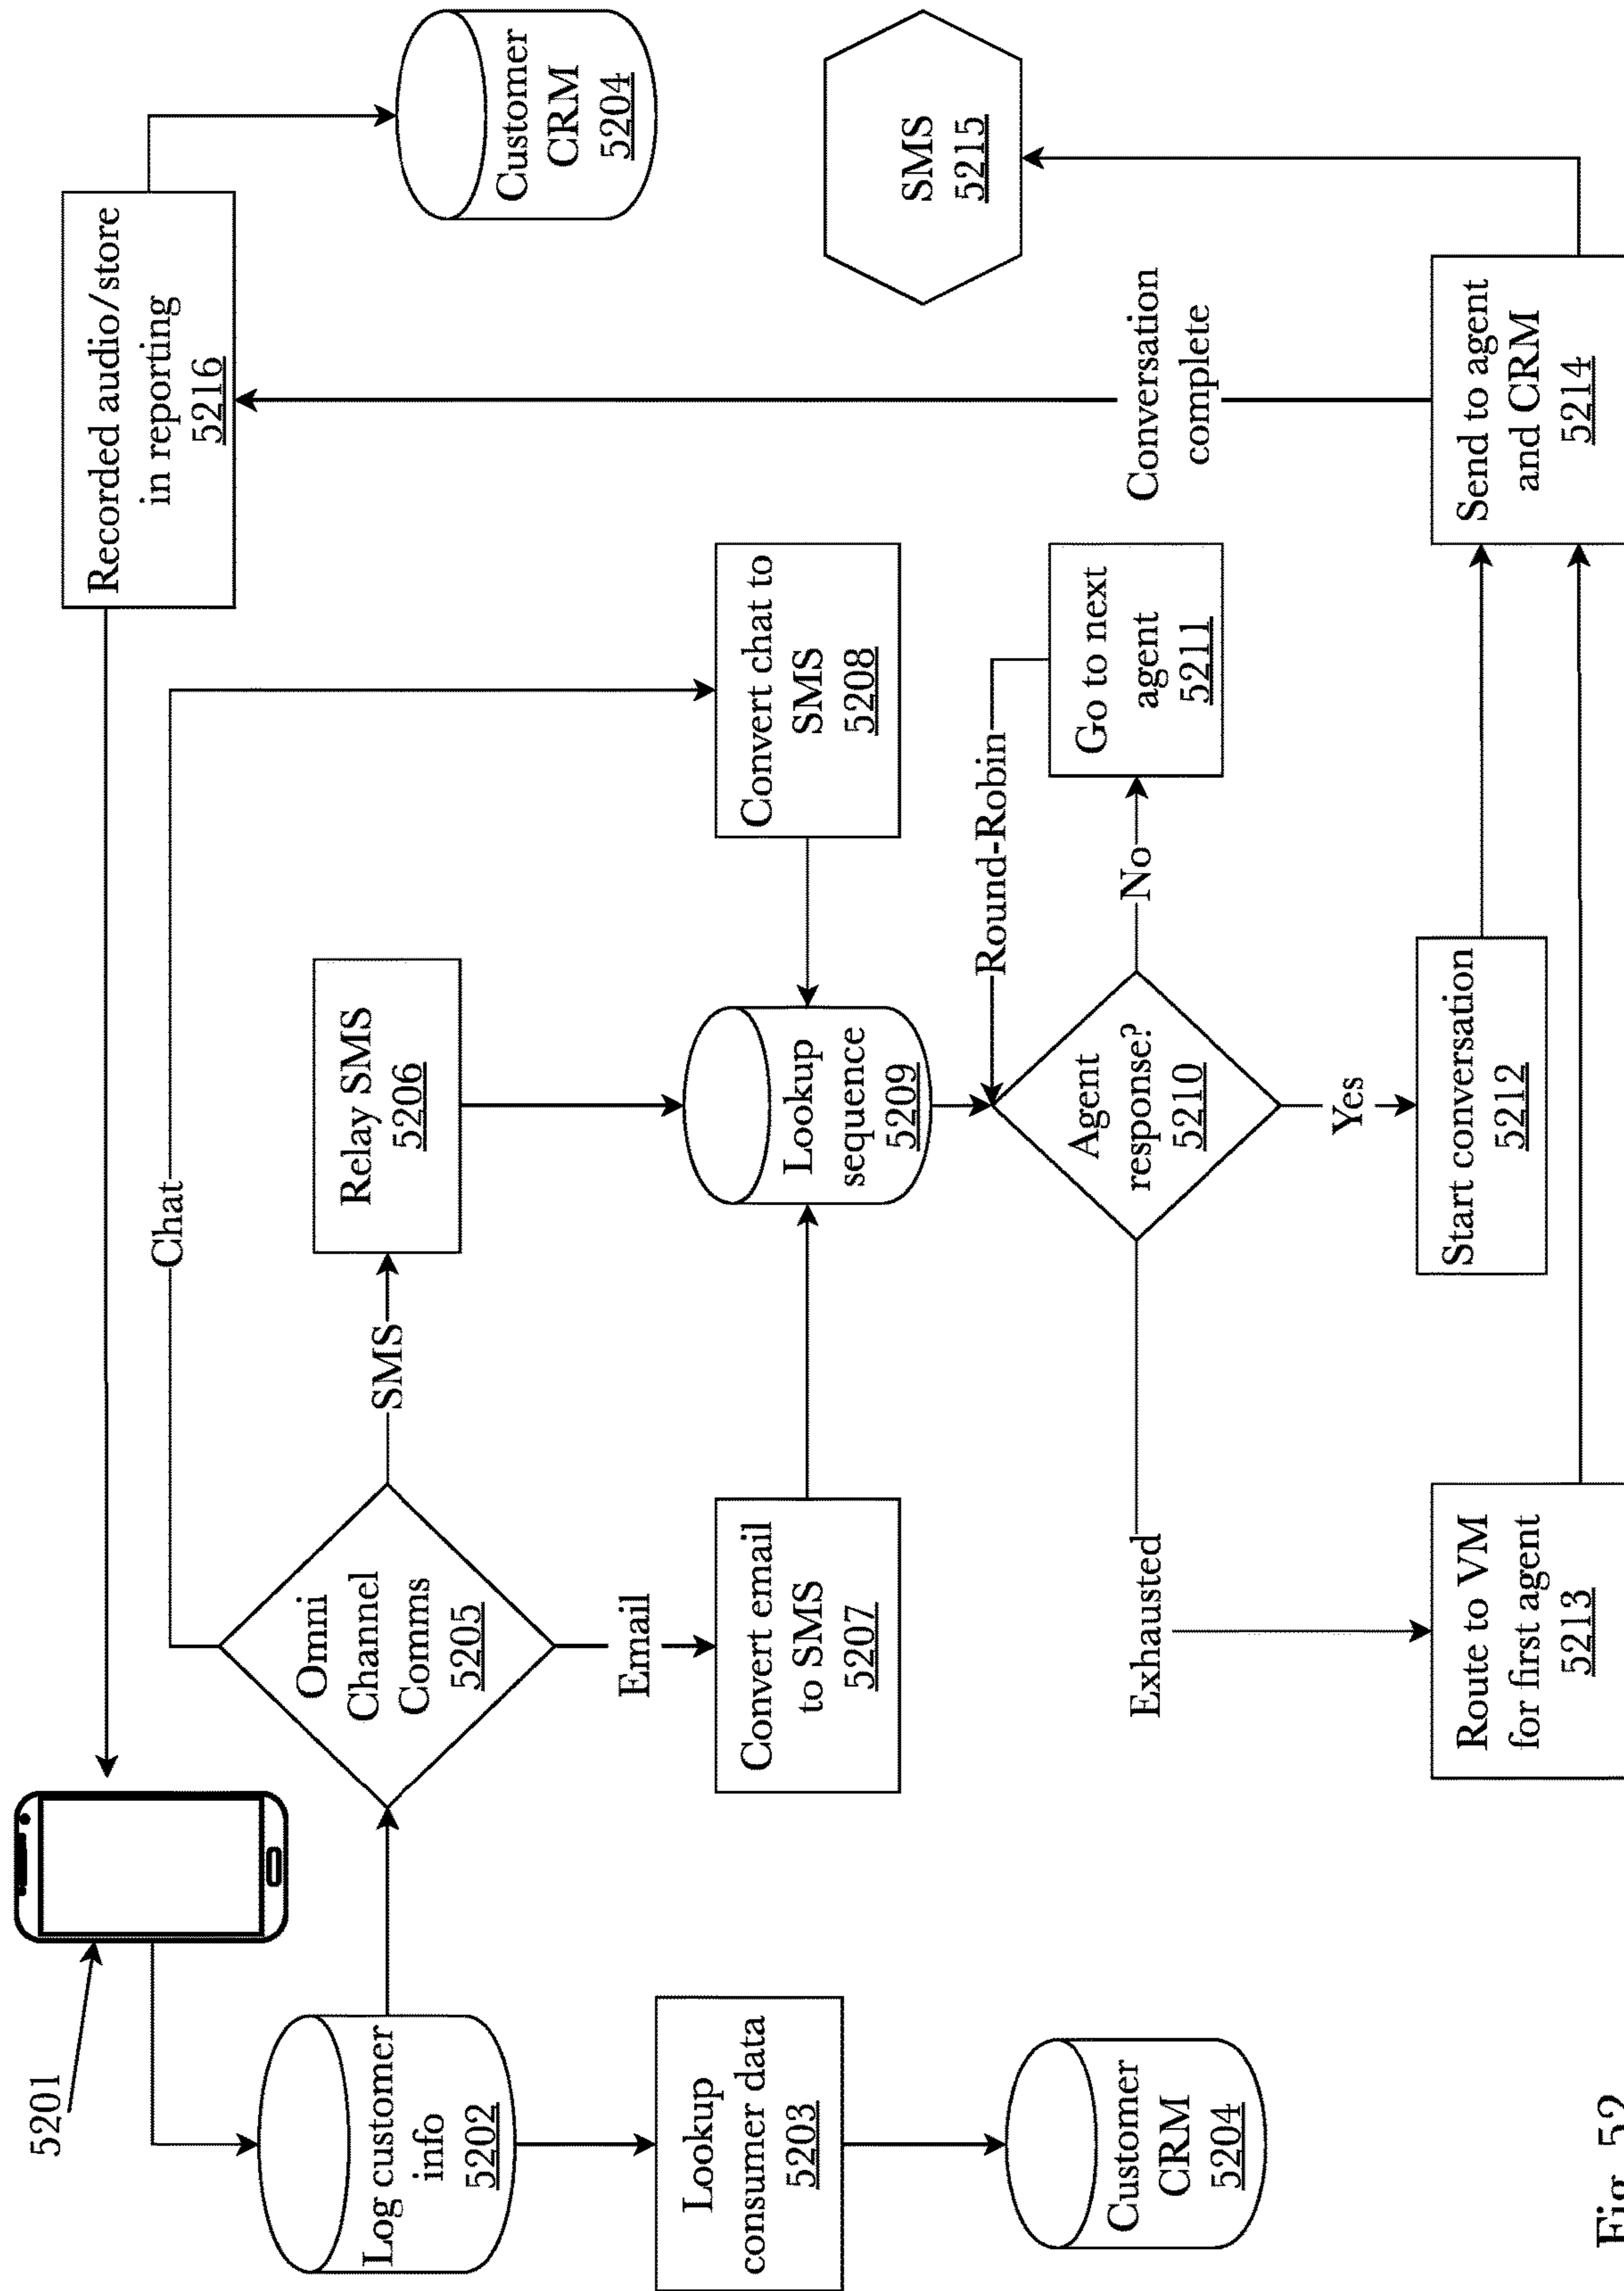 5201
Log customer
info
5202
Lookup
consumer data
5203
Customer
CRM
5204
Omni
Channel
Comms
5205
Chat
SMS
Email
Relay SMS
5206
Convert email
to SMS
5207
Convert chat to
SMS
5208
Lookup
sequence
5209
Agent
response?
5210
Round-Robin
No
Go to next
agent
5211
Yes
Start conversation
5212
Exhausted
Route to VM
for first agent
5213
Send to agent
and CRM
5214
Conversation
complete
SMS
5215
Recorded audio/store
in reporting
5216
Customer
CRM
5204
Fig. 52